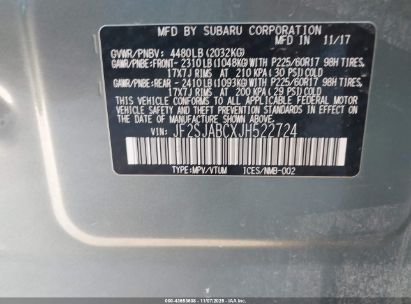 MFD BY SUBARU CORPORATION
MFD IN 11/17
GVWR/PNBV: 4480LB (2032KG)
GAWR/PNBE:FRONT- 2310LB (1048KG) WITH P225/60R17 98H TIRES,
17X7J RIMS AT 210 KPA (30 PSI) COLD
GAWR/PNBE:REAR - 2410LB (1093KG) WITH P225/60R17 98H TIRES,
17X7J RIMS AT 200 KPA (29 PSI) COLD
THIS VEHICLE CONFORMS TO ALL APPLICABLE FEDERAL MOTOR
VEHICLE SAFETY, BUMPER, AND THEFT PREVENTION STANDARDS
IN EFFECT ON THE DATE OF MANUFACTURE SHOWN ABOVE.
VIN: JF2SJABCXJH522724
TYPE:MPV/VTUM ICES/NMB-002